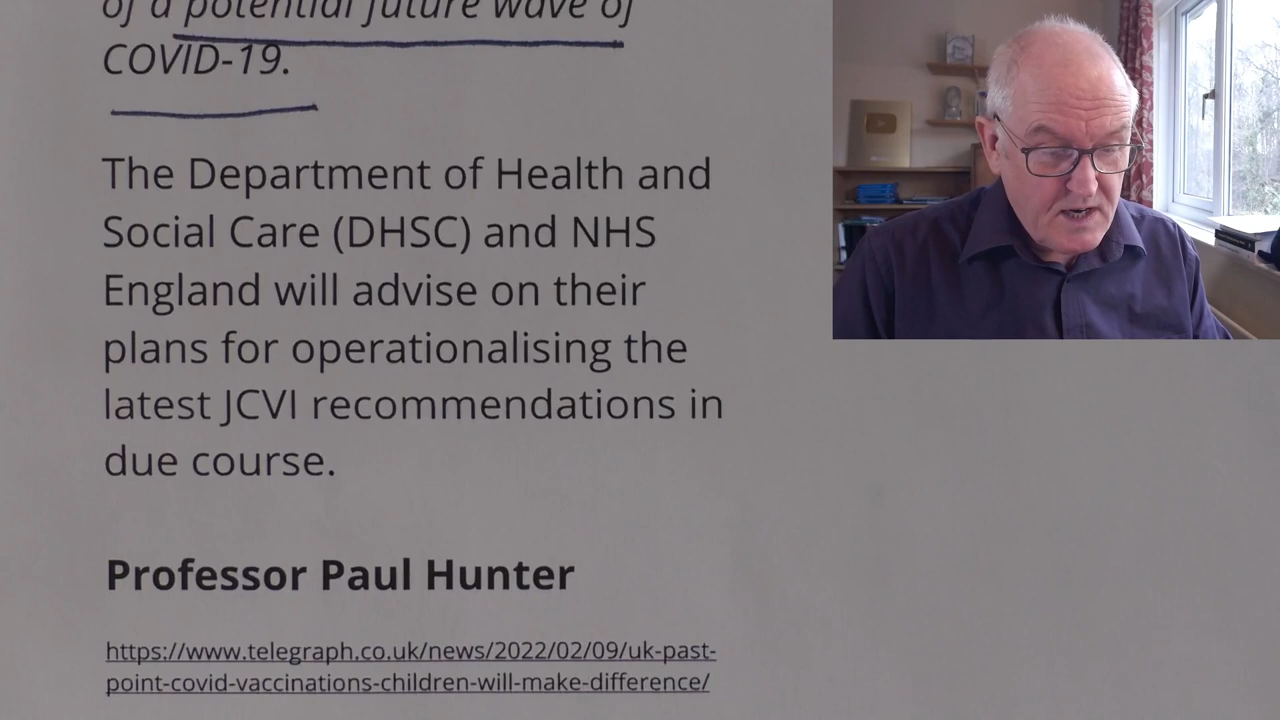 of a potential future wave of
COVID-19.
The Department of Health and
Social Care (DHSC) and NHS
England will advise on their
plans for operationalising the
latest JCVI recommendations in
due course.
Professor Paul Hunter
https://www.telegraph.co.uk/news/2022/02/09/uk-past-
point-covid-vaccinations-children-will-make-difference/